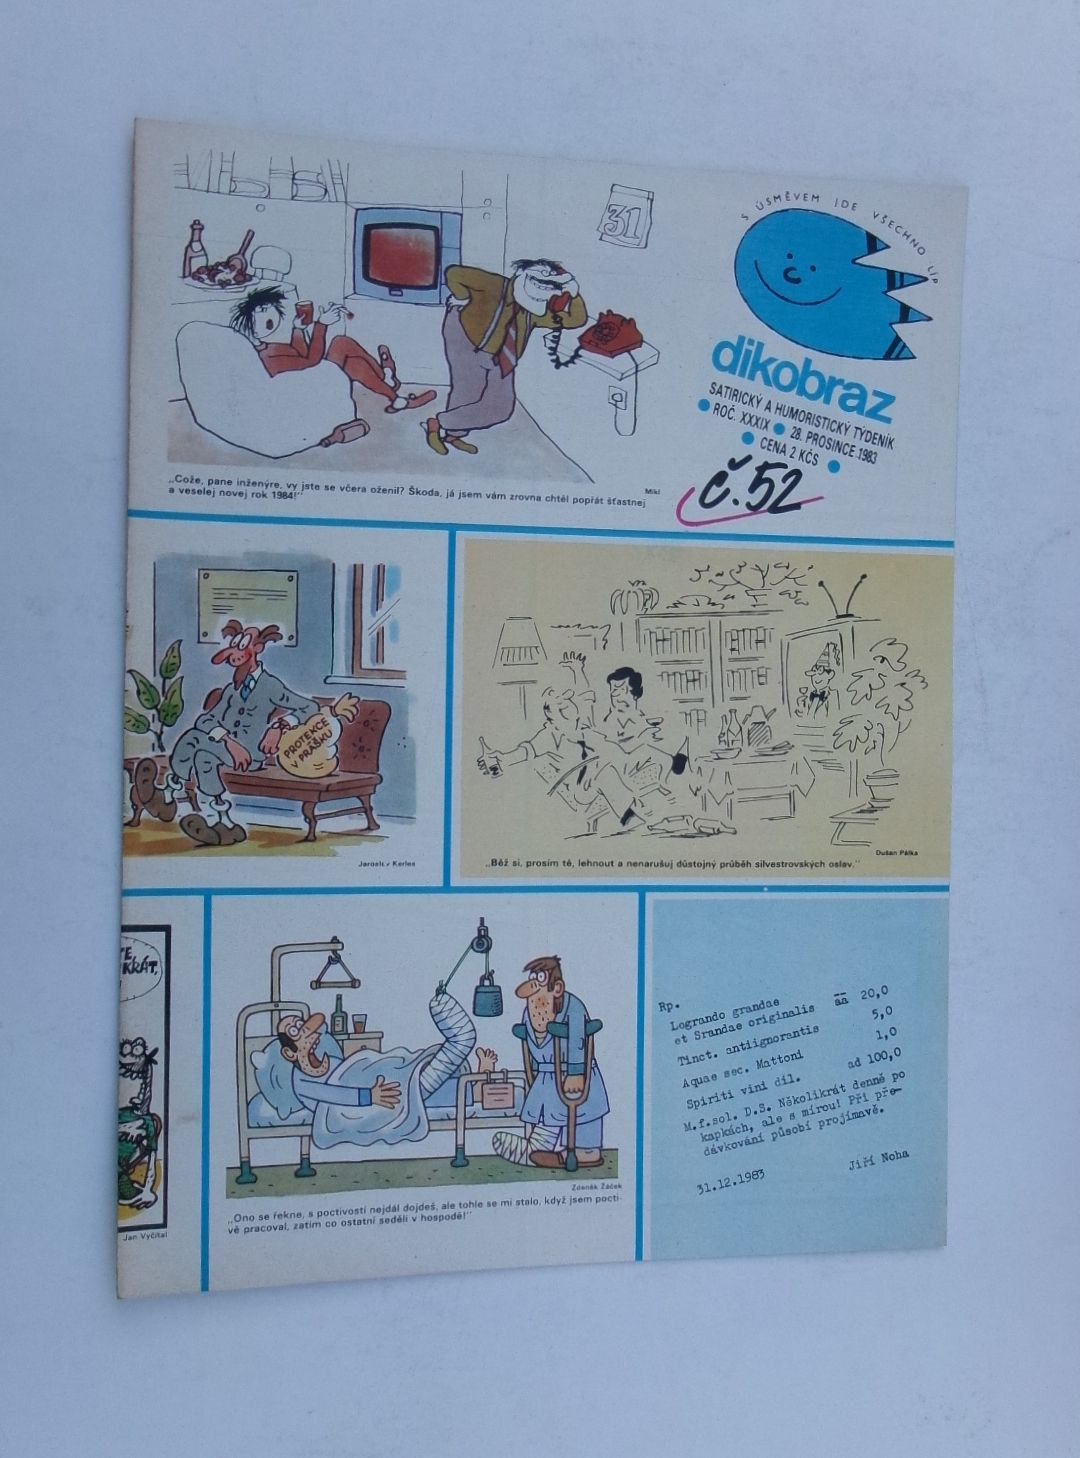 31
S ÚSMĚVEM IDE VŠECHNO LÍP
dikobraz
SATIRICKÝ A HUMORISTICKÝ TÝDENÍK
ROČ. XXXIX 28. PROSINCE 1983
CENA 2 KČS
č. 52
Mikl
„Cože, pane inženýre, vy jste se včera oženil? Škoda, já jsem vám zrovna chtěl popřát šťastnej
a veselej novej rok 1984!"
PROTEKCE
V PRÁŠKU
Jaroslav Kerles
Dušan Pálka
„Běž si, prosím tě, lehnout a nenarušuj důstojný průběh silvestrovských oslav."
KRÁT,
Jan Vyčítal
Zdeněk Žáček
„Ono se řekne, s poctivostí nejdál dojdeš, ale tohle se mi stalo, když jsem pocti-
vě pracoval, zatím co ostatní seděli v hospodě!"
Rp.
Logrando grandae
et Srandae originalis aa 20,0
Tinct. antiignorantis 5,0
Aquae sec. Mattoni 1,0
Spiriti vini dil. ad 100,0
M.f.sol. D.S. Několikrát denně po
kapkách, ale s mírou! Při pře-
dávkování působí projímavě.
31.12.1983 Jiří Noha